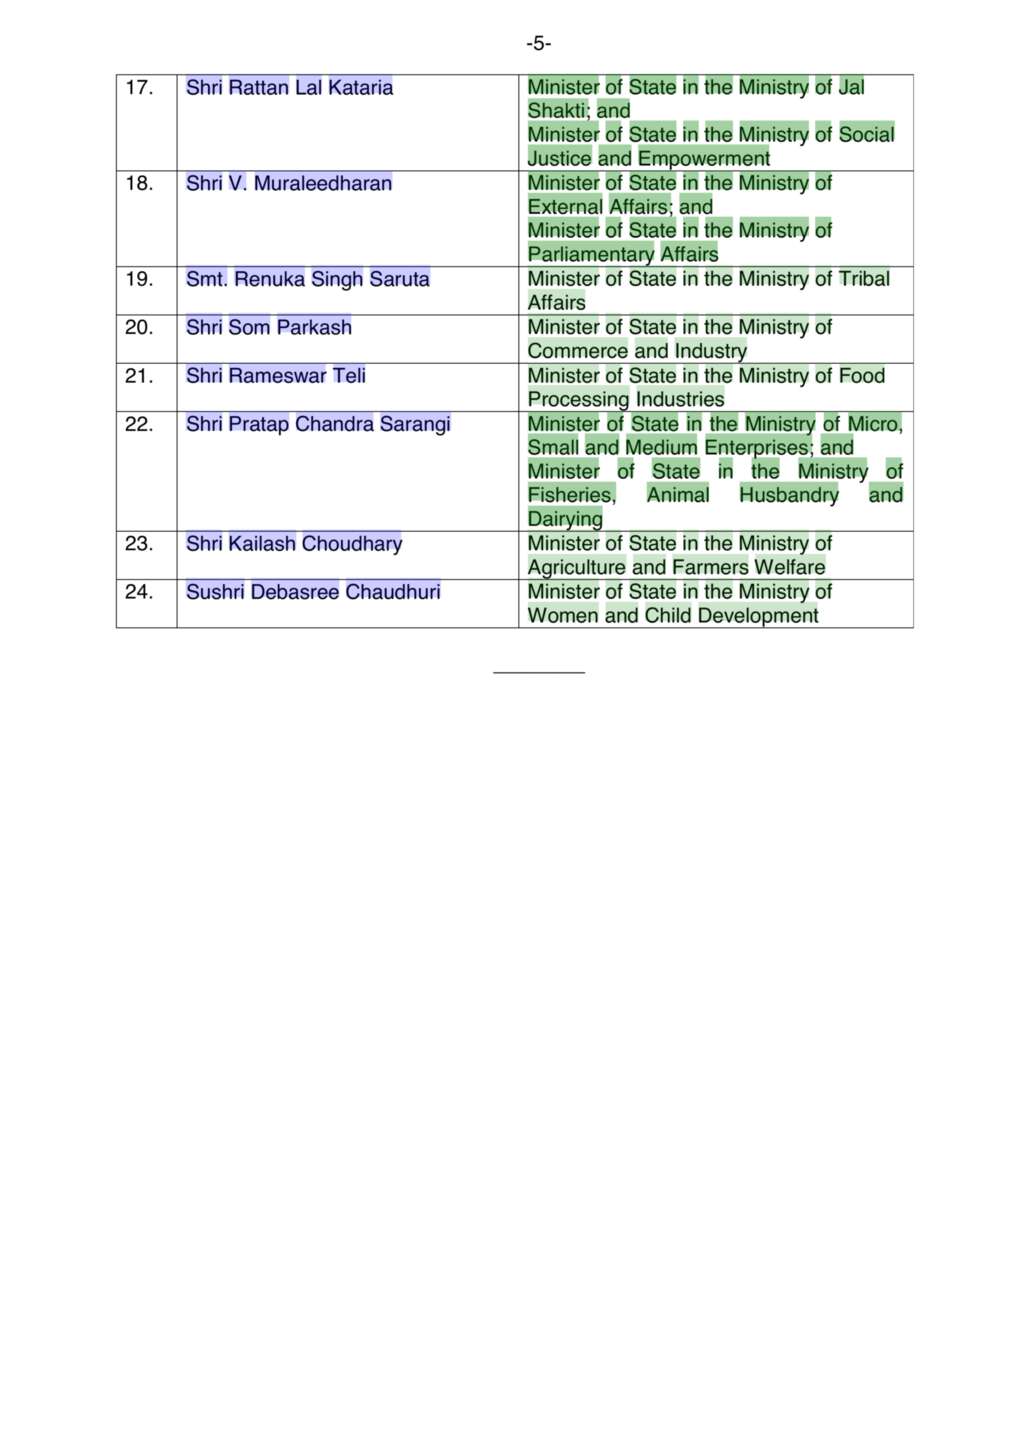 -5-
17. Shri Rattan Lal Kataria Minister of State in the Ministry of Jal
Shakti; and
Minister of State in the Ministry of Social
Justice and Empowerment
18. Shri V. Muraleedharan Minister of State in the Ministry of
External Affairs; and
Minister of State in the Ministry of
Parliamentary Affairs
19. Smt. Renuka Singh Saruta Minister of State in the Ministry of Tribal
Affairs
20. Shri Som Parkash Minister of State in the Ministry of
Commerce and Industry
21. Shri Rameswar Teli Minister of State in the Ministry of Food
Processing Industries
22. Shri Pratap Chandra Sarangi Minister of State in the Ministry of Micro,
Small and Medium Enterprises; and
Minister of State in the Ministry of
Fisheries, Animal Husbandry and
Dairying
23. Shri Kailash Choudhary Minister of State in the Ministry of
Agriculture and Farmers Welfare
24. Sushri Debasree Chaudhuri Minister of State in the Ministry of
Women and Child Development